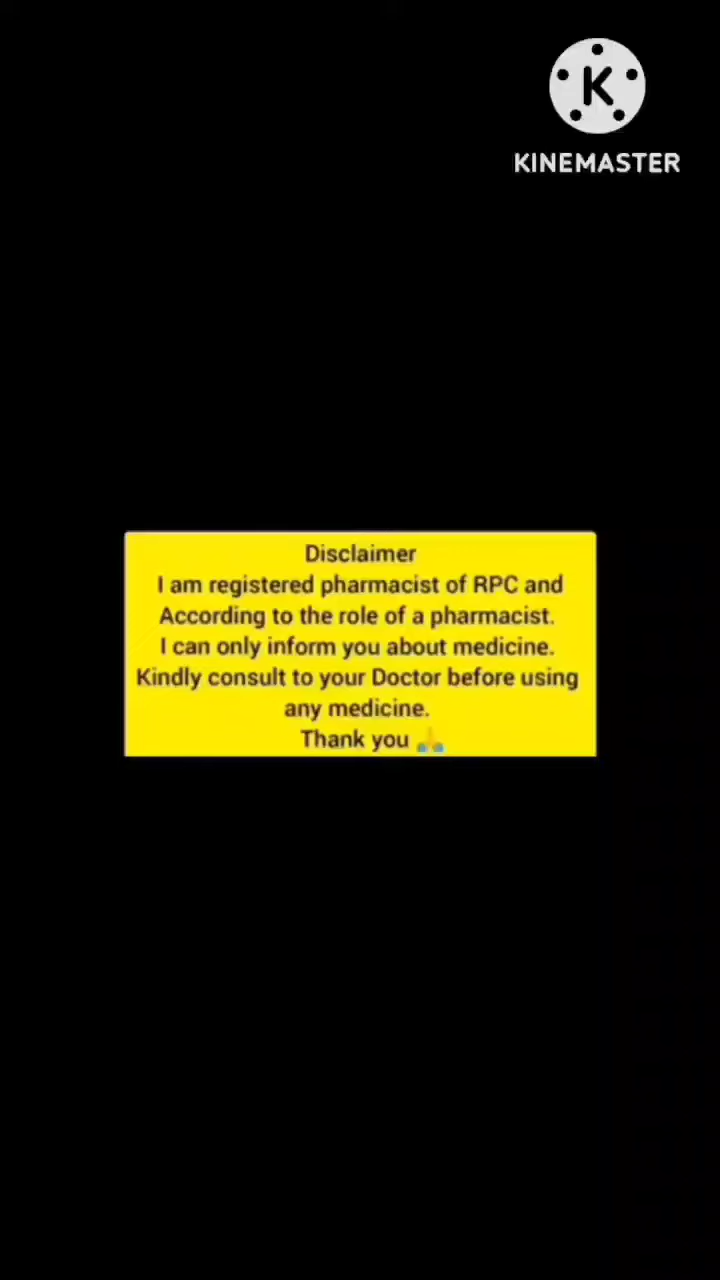 KINEMASTER
Disclaimer
I am registered pharmacist of RPC and
According to the role of a pharmacist.
I can only inform you about medicine.
Kindly consult to your Doctor before using
any medicine.
Thank you 🙏